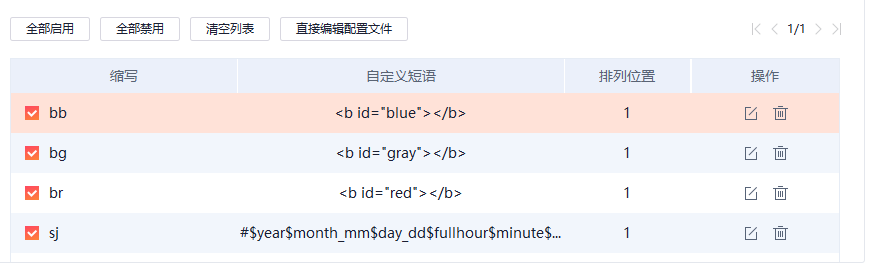 全部启用 全部禁用 清空列表 直接编辑配置文件 1/1
缩写 自定义短语 排列位置 操作
bb <b id="blue"></b> 1
bg <b id="gray"></b> 1
br <b id="red"></b> 1
sj #$year$month_mm$day_dd$fullhour$minute$... 1